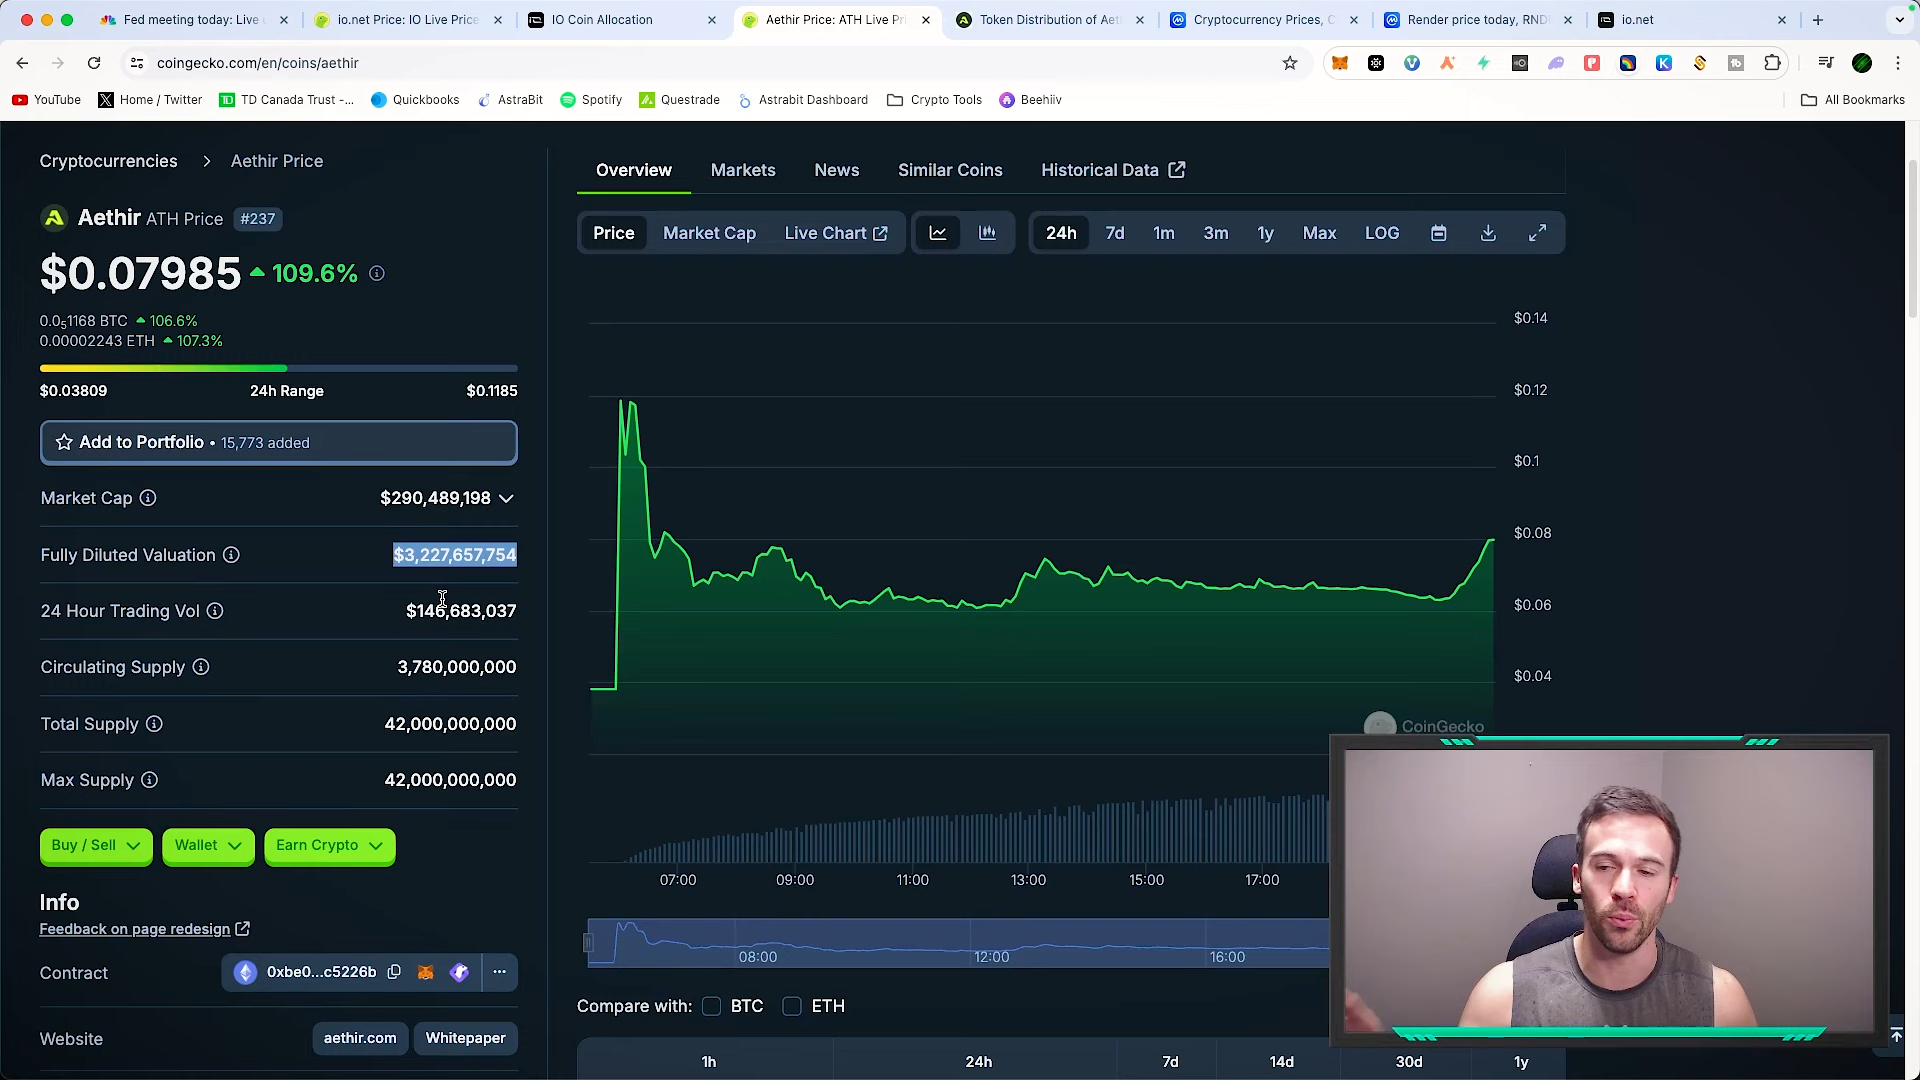 Fed meeting today: Live u
io.net Price: IO Live Price
IO Coin Allocation
Aethir Price: ATH Live Pri
Token Distribution of Aet
Cryptocurrency Prices, C
Render price today, RND
io.net
coingecko.com/en/coins/aethir
YouTube
Home / Twitter
TD Canada Trust -...
Quickbooks
AstraBit
Spotify
Questrade
Astrabit Dashboard
Crypto Tools
Beehiiv
All Bookmarks
Cryptocurrencies > Aethir Price
Aethir ATH Price #237
$0.07985 109.6%
0.0₅1168 BTC 106.6%
0.00002243 ETH 107.3%
$0.03809 24h Range $0.1185
Add to Portfolio • 15,773 added
Market Cap $290,489,198
Fully Diluted Valuation $3,227,657,754
24 Hour Trading Vol $146,683,037
Circulating Supply 3,780,000,000
Total Supply 42,000,000,000
Max Supply 42,000,000,000
Buy / Sell Wallet Earn Crypto
Info
Feedback on page redesign
Contract 0xbe0...c5226b
Website aethir.com Whitepaper
Overview Markets News Similar Coins Historical Data
Price Market Cap Live Chart 24h 7d 1m 3m 1y Max LOG
$0.14
$0.12
$0.1
$0.08
$0.06
$0.04
CoinGecko
07:00 09:00 11:00 13:00 15:00 17:00
08:00 12:00 16:00
Compare with: BTC ETH
1h 24h 7d 14d 30d 1y